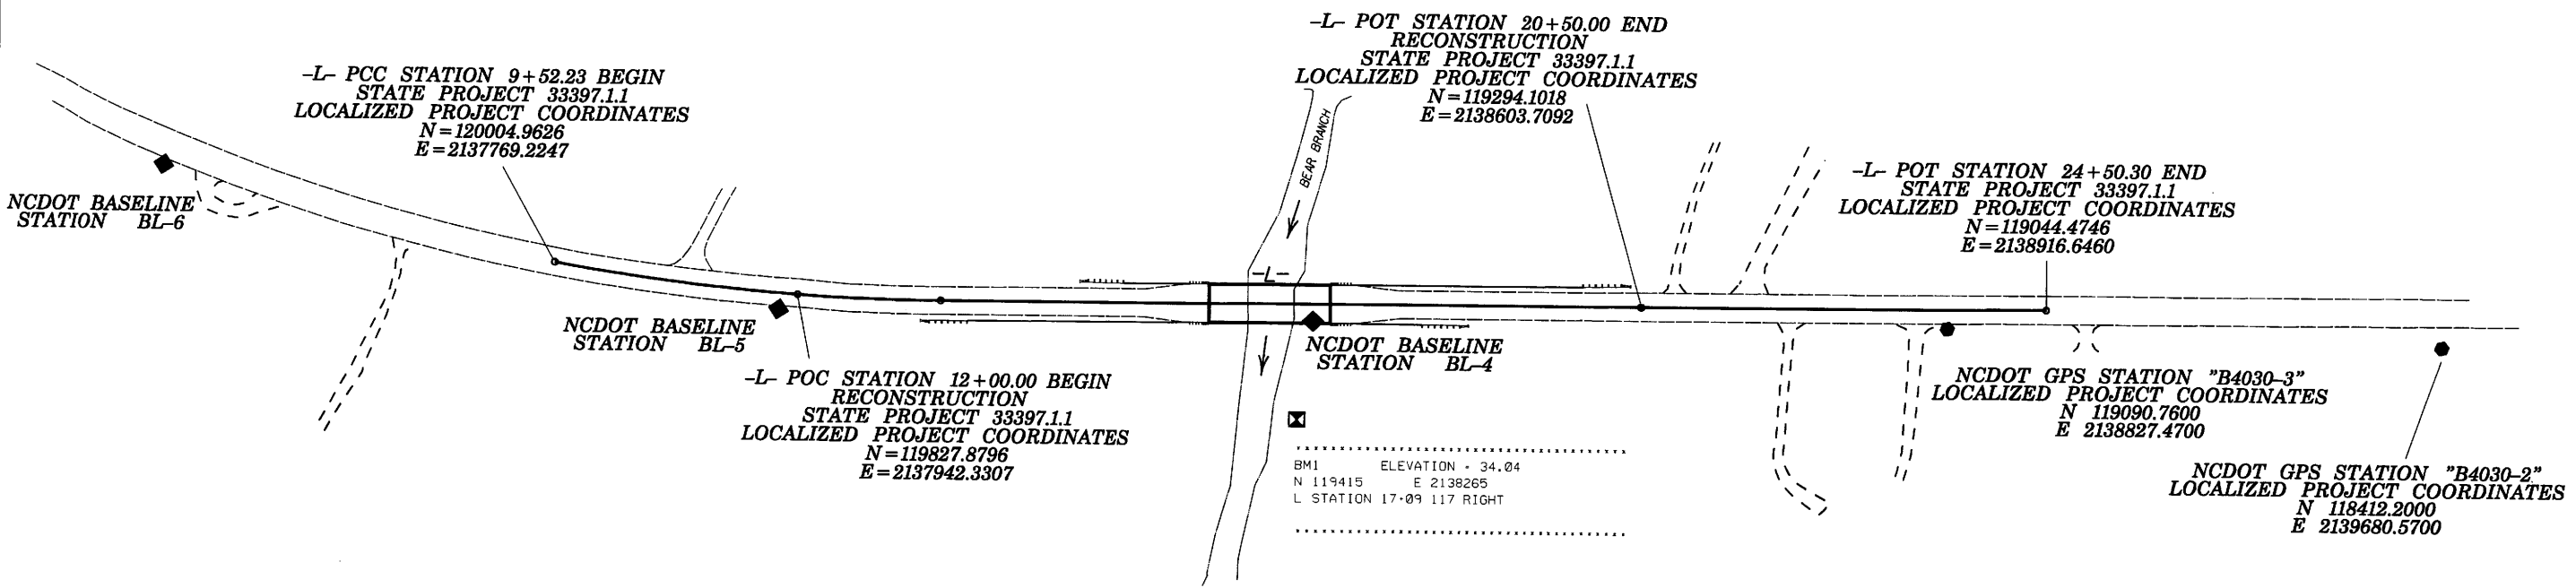 -L- POT STATION 20+50.00 END
RECONSTRUCTION
STATE PROJECT 33397.1.1
LOCALIZED PROJECT COORDINATES
N=119294.1018
E=2138603.7092
-L- PCC STATION 9+52.23 BEGIN
STATE PROJECT 33397.1.1
LOCALIZED PROJECT COORDINATES
N=120004.9626
E=2137769.2247
BEAR BRANCH
-L- POT STATION 24+50.30 END
STATE PROJECT 33397.1.1
LOCALIZED PROJECT COORDINATES
N=119044.4746
E=2138916.6460
NCDOT BASELINE
STATION BL-6
-L-
NCDOT BASELINE
STATION BL-5
NCDOT BASELINE
STATION BL-4
-L- POC STATION 12+00.00 BEGIN
RECONSTRUCTION
STATE PROJECT 33397.1.1
LOCALIZED PROJECT COORDINATES
N=119827.8796
E=2137942.3307
NCDOT GPS STATION "B4030-3"
LOCALIZED PROJECT COORDINATES
N 119090.7600
E 2138827.4700
BM1 ELEVATION - 34.04
N 119415 E 2138265
L STATION 17+09 117 RIGHT
NCDOT GPS STATION "B4030-2"
LOCALIZED PROJECT COORDINATES
N 118412.2000
E 2139680.5700